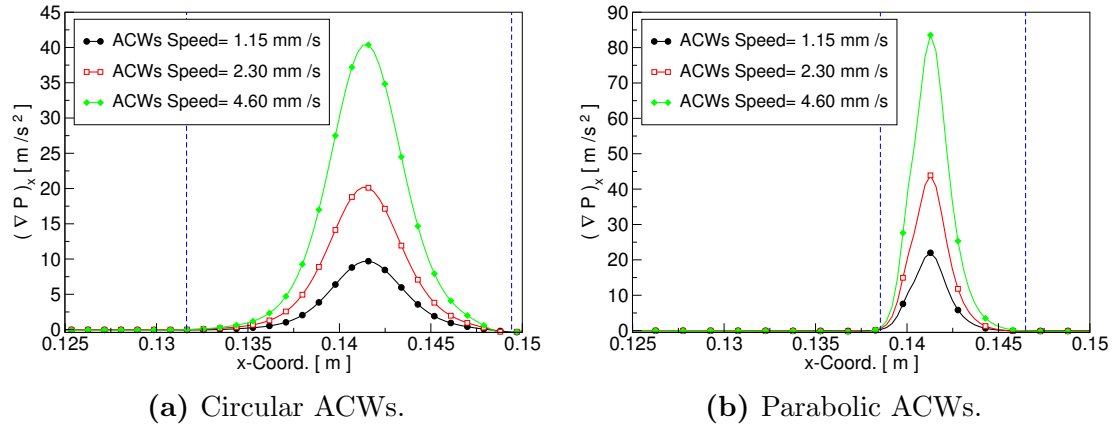 45
40
35
30
25
20
15
10
5
0
( ∇ P )x [ m /s 2 ]
ACWs Speed= 1.15 mm /s
ACWs Speed= 2.30 mm /s
ACWs Speed= 4.60 mm /s
0.125 0.13 0.135 0.14 0.145 0.15
x-Coord. [ m ]
(a) Circular ACWs.
90
80
70
60
50
40
30
20
10
0
( ∇ P )x [ m /s 2 ]
ACWs Speed= 1.15 mm /s
ACWs Speed= 2.30 mm /s
ACWs Speed= 4.60 mm /s
0.125 0.13 0.135 0.14 0.145 0.15
x-Coord. [ m ]
(b) Parabolic ACWs.